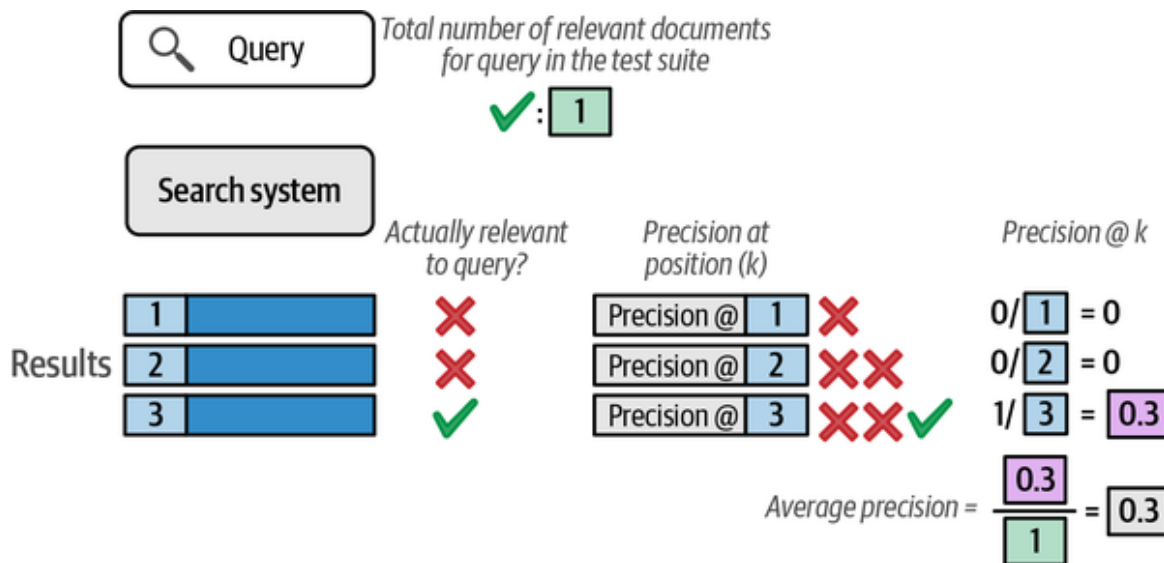 Query
Total number of relevant documents
for query in the test suite
: 1
Search system
Actually relevant
to query?
Precision at
position (k)
Precision @ k
Results
1
Precision @ 1
0/ 1 = 0
2
Precision @ 2
0/ 2 = 0
3
Precision @ 3
1/ 3 = 0.3
Average precision =
0.3
1
= 0.3